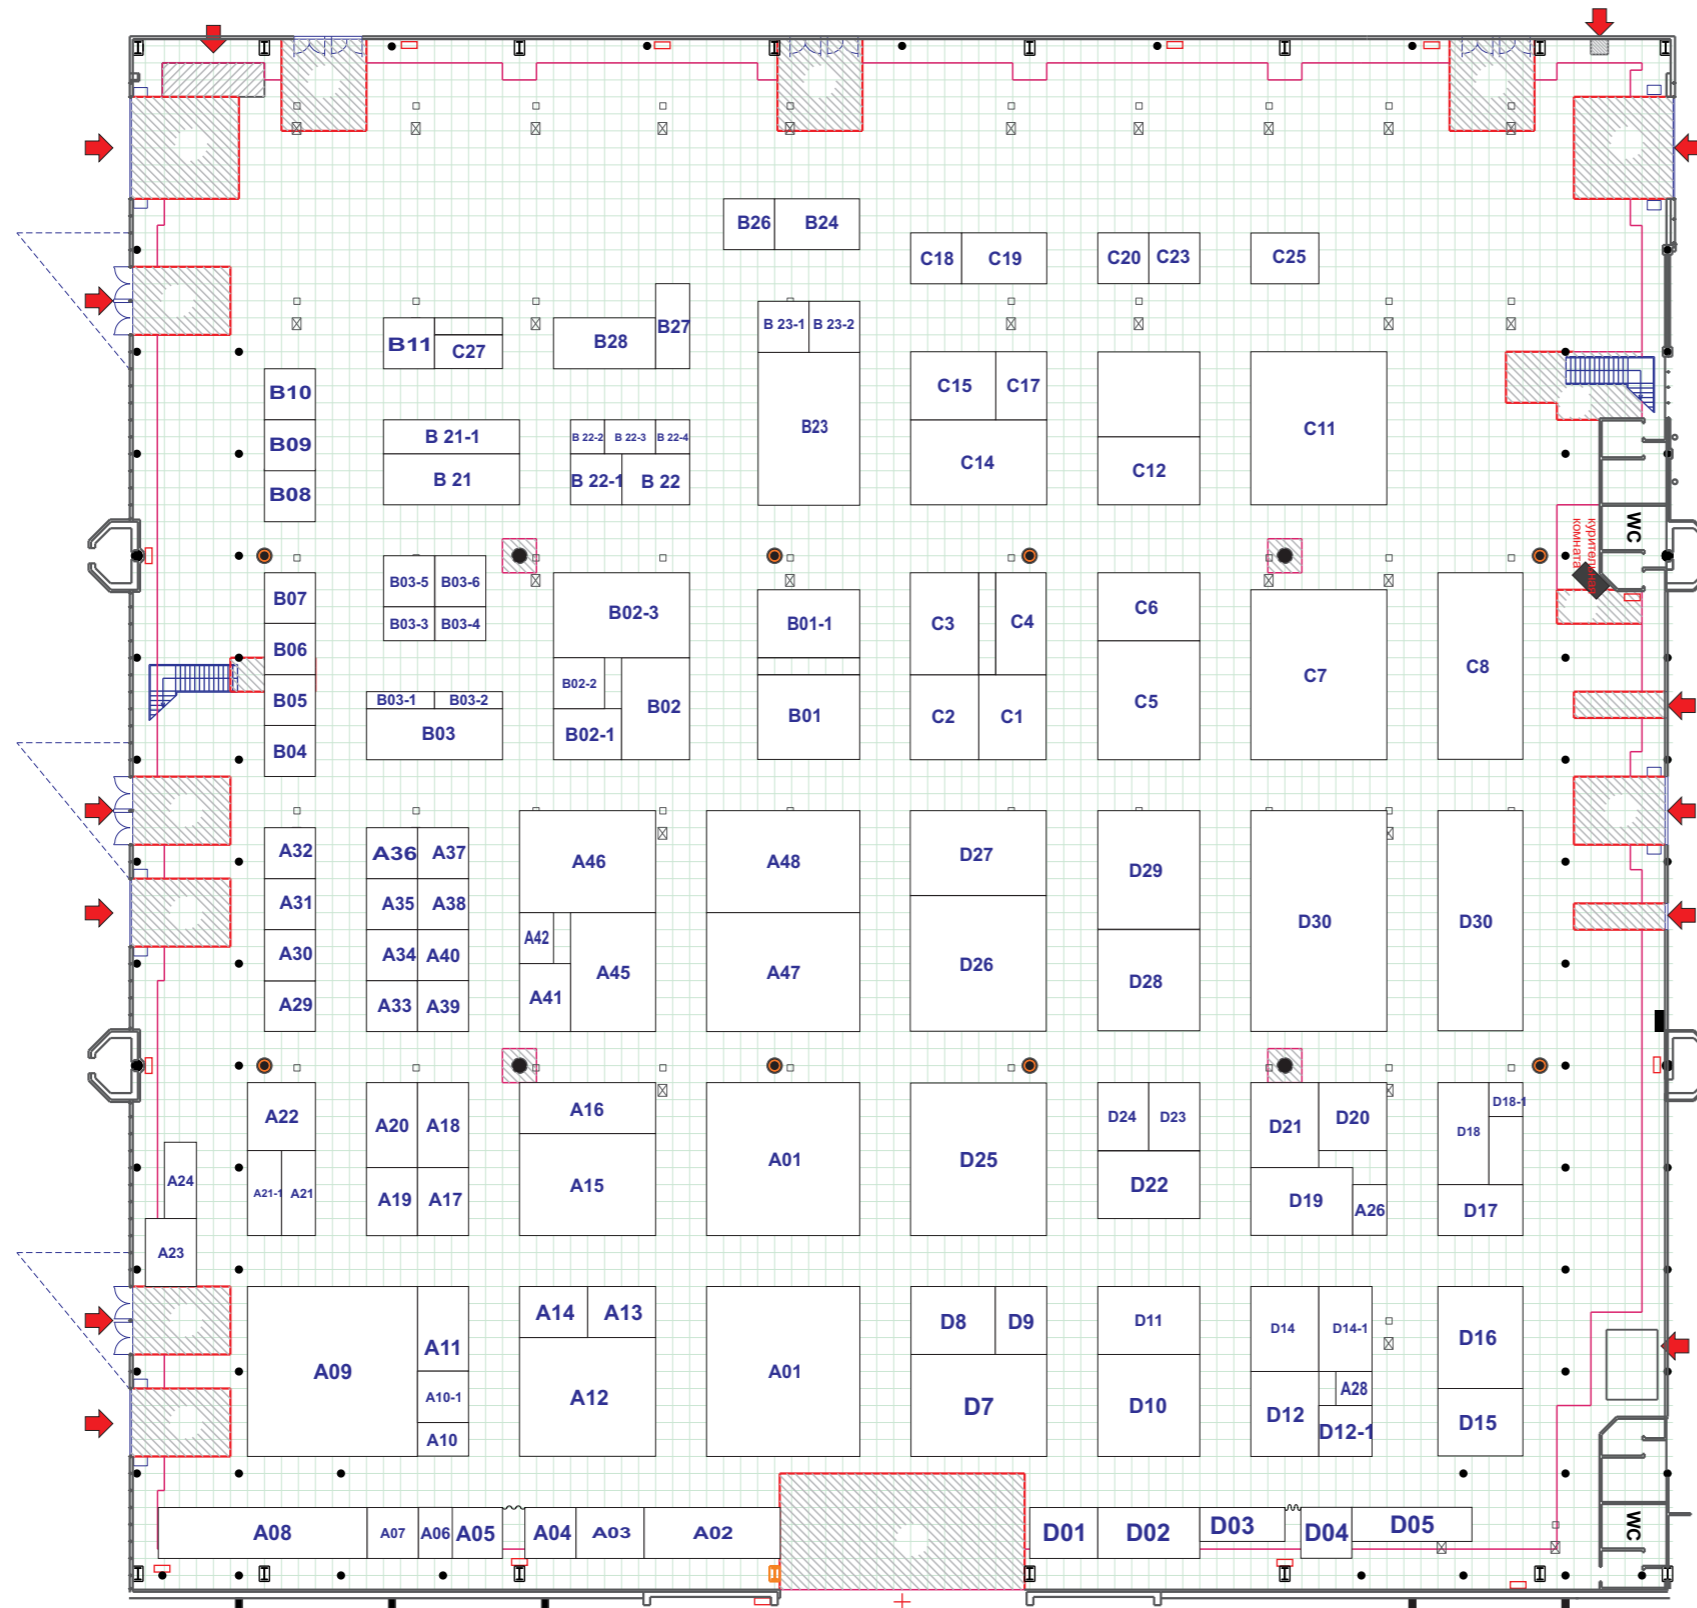 B26 B24
C18 C19 C20 C23 C25
B 23-1 B 23-2
B11 C27 B28 B27
B10 C15 C17
B09 B 21-1 B 22-2 B 22-3 B 22-4 B23 C11
B08 B 21 B 22-1 B 22 C14 C12
WC
курительная
комната
B07 B03-5 B03-6 B02-3 B01-1 C3 C4 C6
B06 B03-3 B03-4 C7 C8
B05 B03-1 B03-2 B02-2 B02 B01 C2 C1 C5
B04 B03 B02-1
A32 A36 A37 A46 A48 D27 D29
A31 A35 A38 D30 D30
A30 A34 A40 A42 A45 A47 D26 D28
A29 A33 A39 A41
A22 A20 A18 A16 D24 D23 D21 D20 D18 D18-1
A24 A21-1 A21 A19 A17 A15 A01 D25 D22 D19 A26 D17
A23
A11 A14 A13 D8 D9 D11 D14 D14-1 D16
A09 A10-1 A12 A01 D7 D10 D12 A28 D15
A10 D12-1
A08 A07 A06 A05 A04 A03 A02 D01 D02 D03 D04 D05
WC